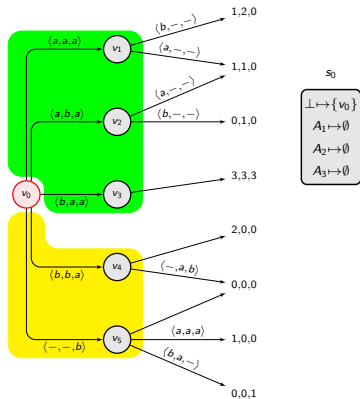 1,2,0
⟨b,−,−⟩
⟨a,a,a⟩
v₁
⟨a,−,−⟩
1,1,0
s₀
⟨a,−,−⟩
⊥↦{v₀}
⟨a,b,a⟩
v₂
⟨b,−,−⟩
0,1,0
A₁↦∅
A₂↦∅
A₃↦∅
3,3,3
v₀
⟨b,a,a⟩
v₃
2,0,0
⟨b,b,a⟩
v₄
⟨−,a,b⟩
0,0,0
⟨−,−,b⟩
v₅
⟨a,a,a⟩
1,0,0
⟨b,a,−⟩
0,0,1